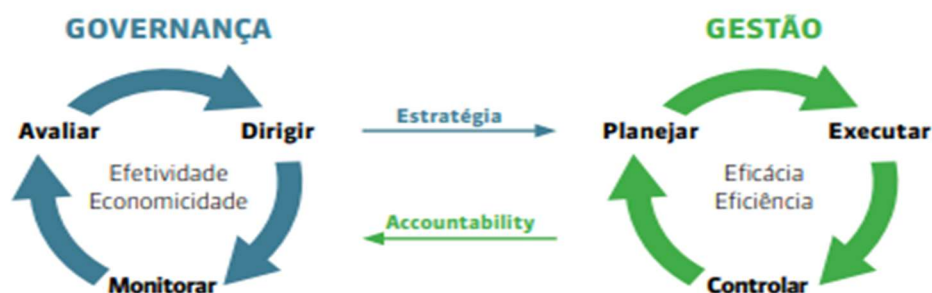 GOVERNANÇA
Avaliar
Dirigir
Efetividade
Economicidade
Monitorar
Estratégia
Accountability
GESTÃO
Planejar
Executar
Eficácia
Eficiência
Controlar